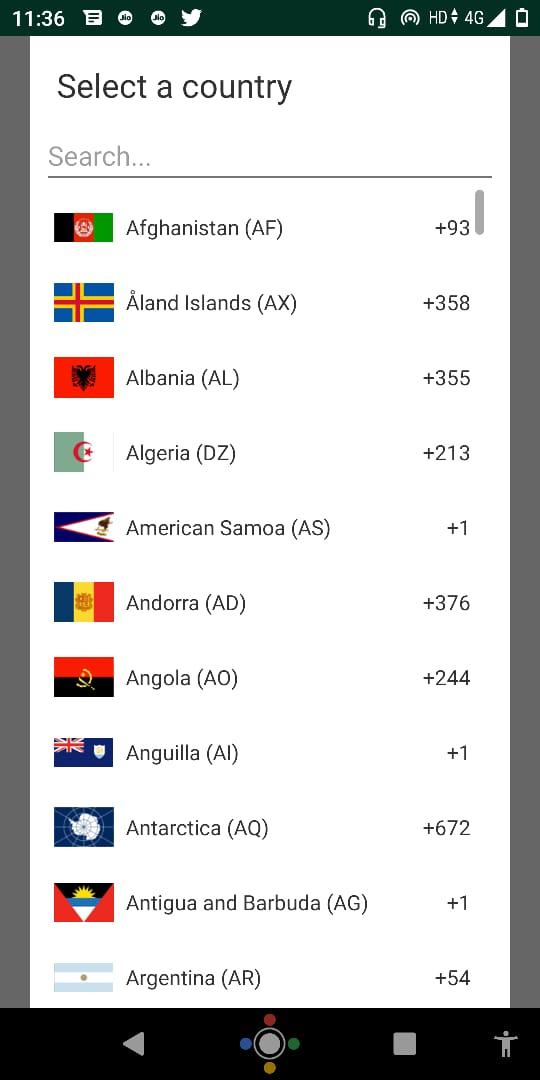 11:36 Jio Jio HD 4G
Select a country
Search...
Afghanistan (AF) +93
Åland Islands (AX) +358
Albania (AL) +355
Algeria (DZ) +213
American Samoa (AS) +1
Andorra (AD) +376
Angola (AO) +244
Anguilla (AI) +1
Antarctica (AQ) +672
Antigua and Barbuda (AG) +1
Argentina (AR) +54